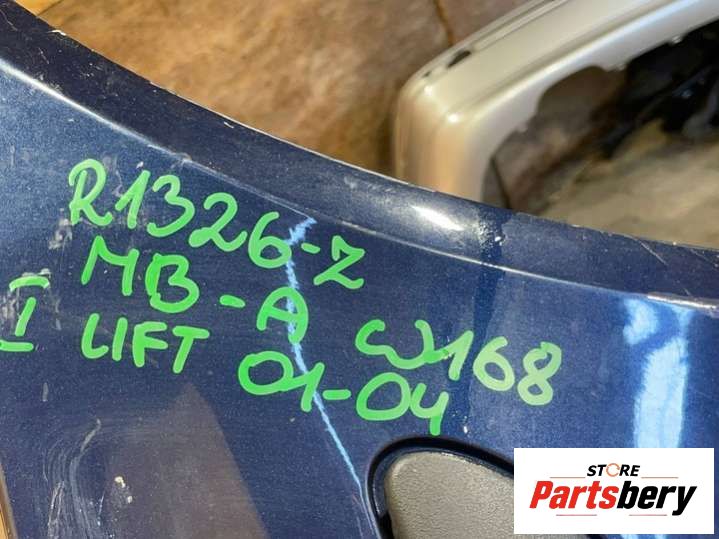 R1326-Z
MB-A W168
I LIFT 01-04
STORE
Partsbery